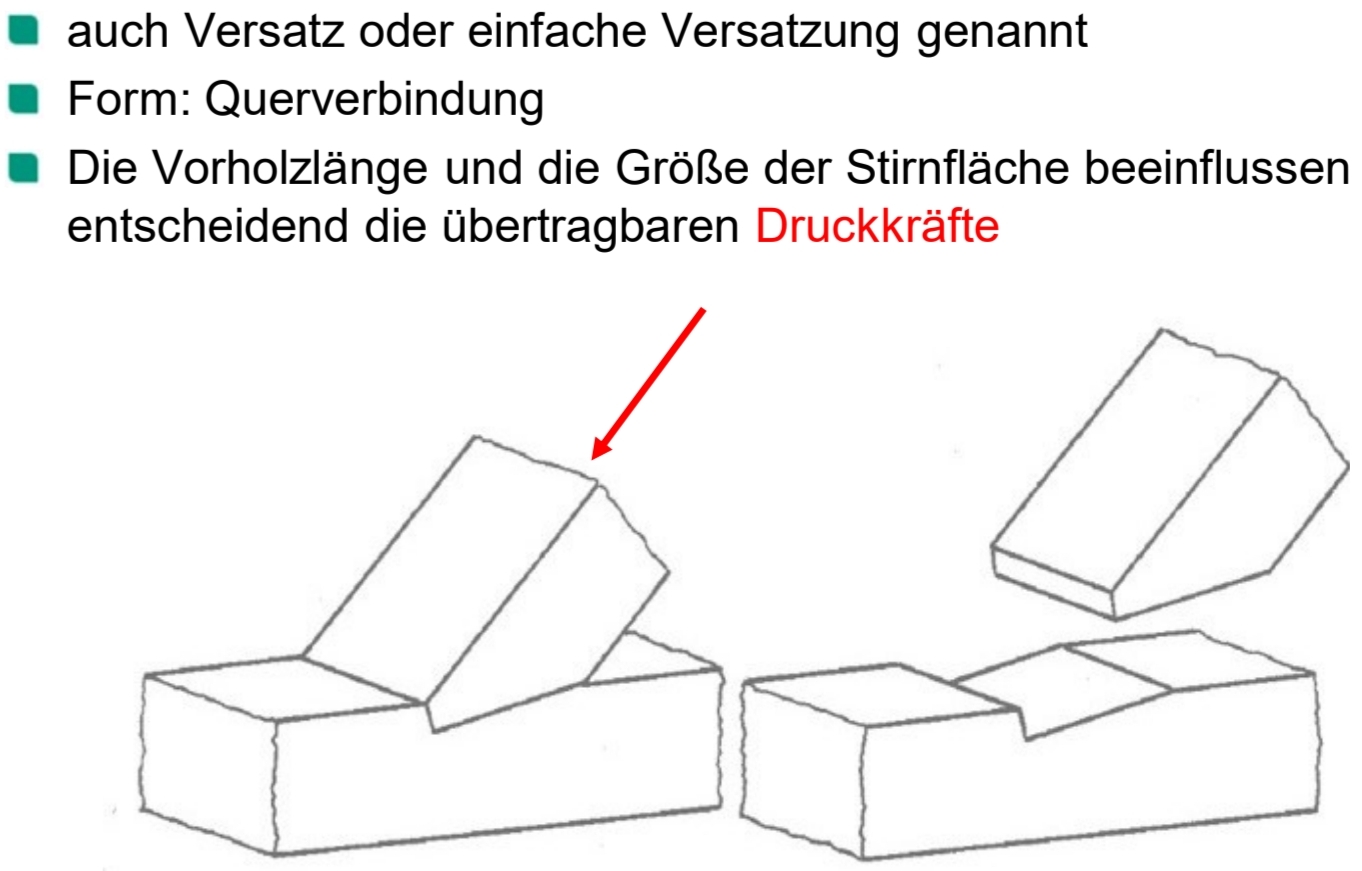 auch Versatz oder einfache Versatzung genannt
Form: Querverbindung
Die Vorholzlänge und die Größe der Stirnfläche beeinflussen
entscheidend die übertragbaren Druckkräfte